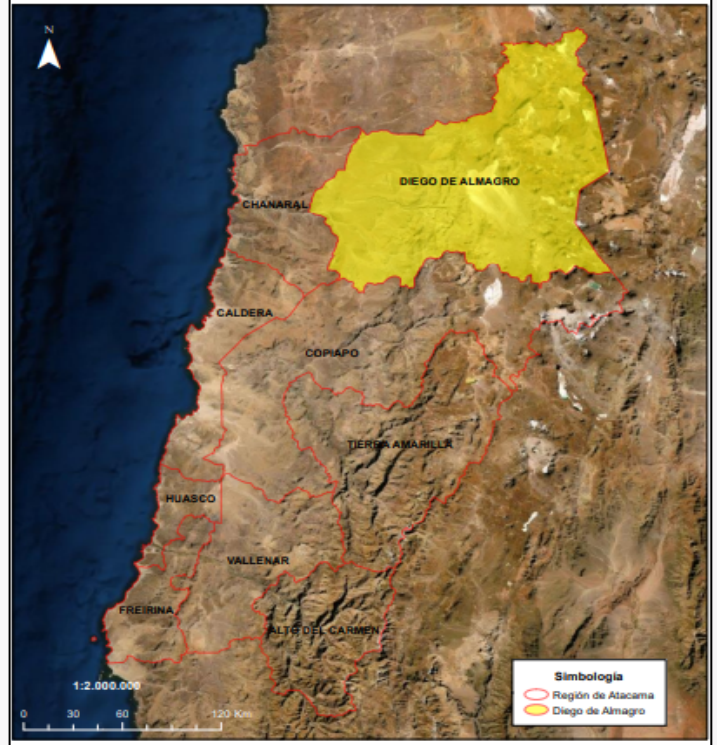 N
DIEGO DE ALMAGRO
CHAÑARAL
CALDERA
COPIAPO
TIERRA AMARILLA
HUASCO
VALLENAR
FREIRINA
ALTO DEL CARMEN
1:2.000.000
0 30 60 120 Km
Simbología
Región de Atacama
Diego de Almagro